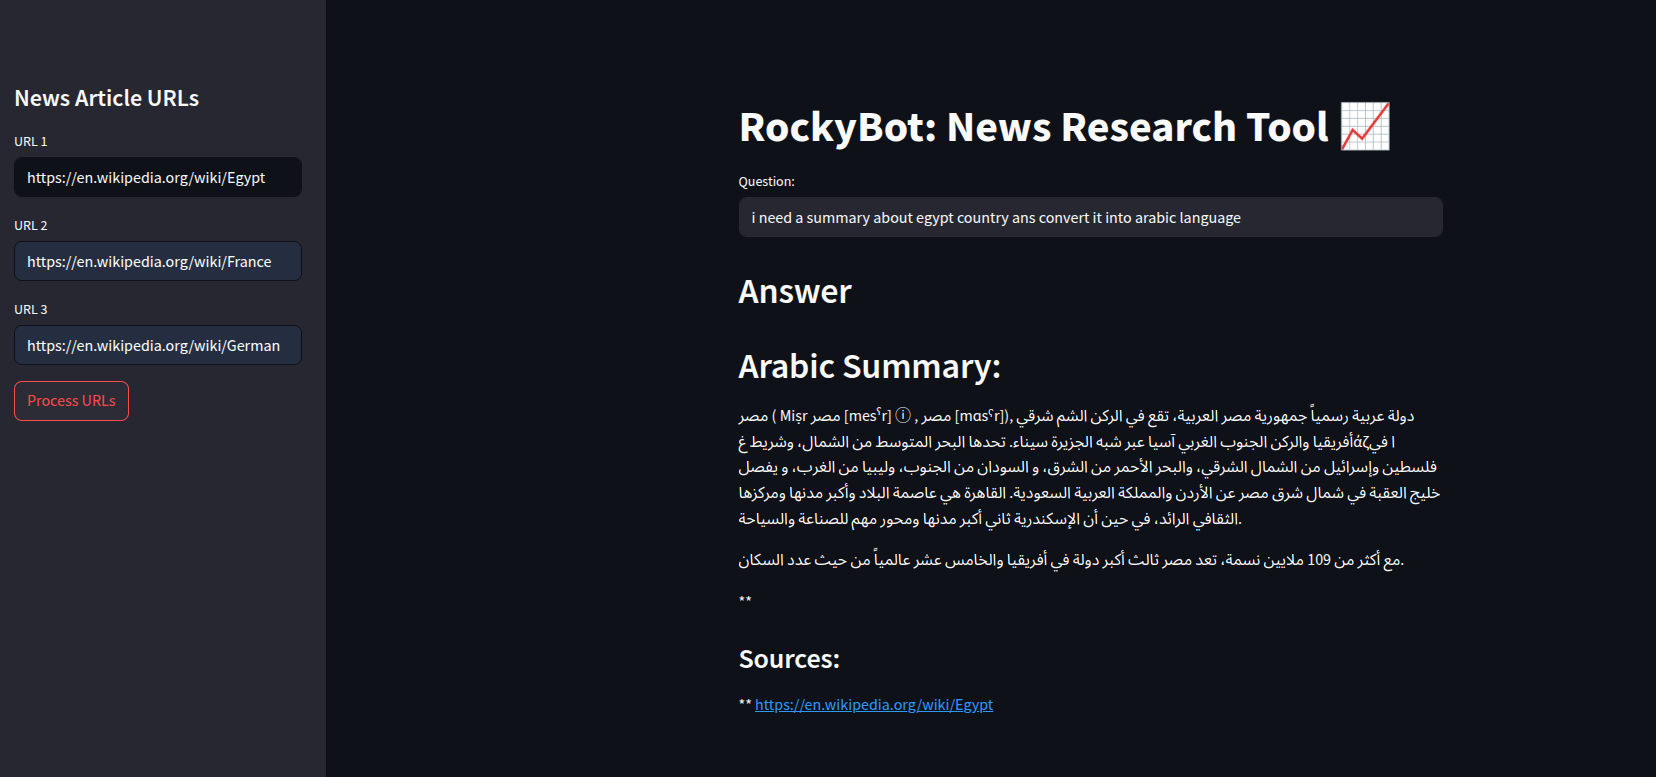 News Article URLs
URL 1
https://en.wikipedia.org/wiki/Egypt
URL 2
https://en.wikipedia.org/wiki/France
URL 3
https://en.wikipedia.org/wiki/German
Process URLs
RockyBot: News Research Tool 📈
Question:
i need a summary about egypt country ans convert it into arabic language
Answer
Arabic Summary:
مصر ( Miṣr مصر [mesˤr] ⓘ , مصر [mɑsˤr]), دولة عربية رسمياً جمهورية مصر العربية، تقع في الركن الشم شرقي
أفريقيا والركن الجنوب الغربي آسيا عبر شبه الجزيرة سيناء. تحدها البحر المتوسط من الشمال، وشريط غάζا في
فلسطين وإسرائيل من الشمال الشرقي، والبحر الأحمر من الشرق، و السودان من الجنوب، وليبيا من الغرب، و يفصل
خليج العقبة في شمال شرق مصر عن الأردن والمملكة العربية السعودية. القاهرة هي عاصمة البلاد وأكبر مدنها ومركزها
الثقافي الرائد، في حين أن الإسكندرية ثاني أكبر مدنها ومحور مهم للصناعة والسياحة.
مع أكثر من 109 ملايين نسمة، تعد مصر ثالث أكبر دولة في أفريقيا والخامس عشر عالمياً من حيث عدد السكان.
**
Sources:
** https://en.wikipedia.org/wiki/Egypt